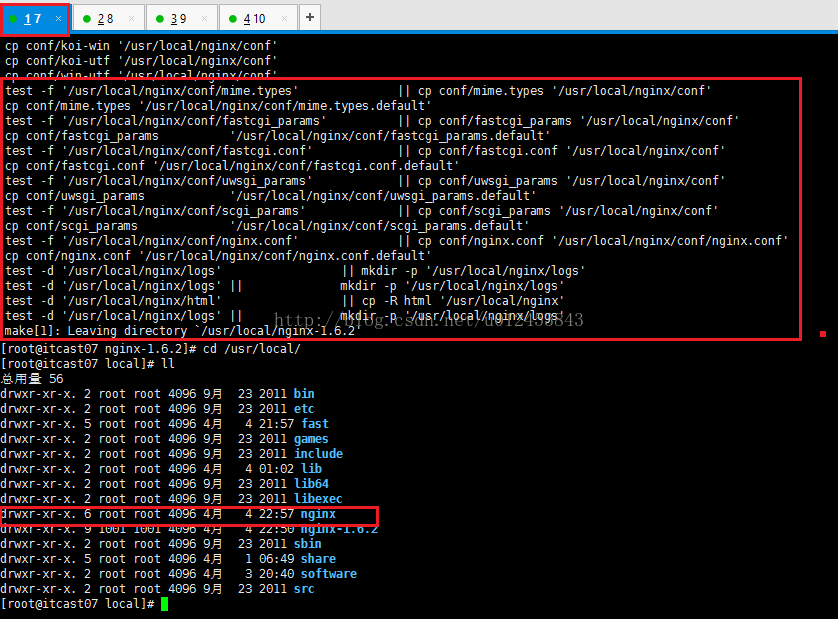 1 7 × 2 8 × 3 9 × 4 10 × +
cp conf/koi-win '/usr/local/nginx/conf'
cp conf/koi-utf '/usr/local/nginx/conf'
cp conf/win-utf '/usr/local/nginx/conf'
test -f '/usr/local/nginx/conf/mime.types' || cp conf/mime.types '/usr/local/nginx/conf'
cp conf/mime.types '/usr/local/nginx/conf/mime.types.default'
test -f '/usr/local/nginx/conf/fastcgi_params' || cp conf/fastcgi_params '/usr/local/nginx/conf'
cp conf/fastcgi_params '/usr/local/nginx/conf/fastcgi_params.default'
test -f '/usr/local/nginx/conf/fastcgi.conf' || cp conf/fastcgi.conf '/usr/local/nginx/conf'
cp conf/fastcgi.conf '/usr/local/nginx/conf/fastcgi.conf.default'
test -f '/usr/local/nginx/conf/uwsgi_params' || cp conf/uwsgi_params '/usr/local/nginx/conf'
cp conf/uwsgi_params '/usr/local/nginx/conf/uwsgi_params.default'
test -f '/usr/local/nginx/conf/scgi_params' || cp conf/scgi_params '/usr/local/nginx/conf'
cp conf/scgi_params '/usr/local/nginx/conf/scgi_params.default'
test -f '/usr/local/nginx/conf/nginx.conf' || cp conf/nginx.conf '/usr/local/nginx/conf/nginx.conf'
cp conf/nginx.conf '/usr/local/nginx/conf/nginx.conf.default'
test -d '/usr/local/nginx/logs' || mkdir -p '/usr/local/nginx/logs'
test -d '/usr/local/nginx/logs' || mkdir -p '/usr/local/nginx/logs'
test -d '/usr/local/nginx/html' || cp -R html '/usr/local/nginx'
test -d '/usr/local/nginx/logs' || mkdir -p '/usr/local/nginx/logs'
make[1]: Leaving directory `/usr/local/nginx-1.6.2'
[root@itcast07 nginx-1.6.2]# cd /usr/local/
[root@itcast07 local]# ll
总用量 56
drwxr-xr-x. 2 root root 4096 9月 23 2011 bin
drwxr-xr-x. 2 root root 4096 9月 23 2011 etc
drwxr-xr-x. 5 root root 4096 4月 4 21:57 fast
drwxr-xr-x. 2 root root 4096 9月 23 2011 games
drwxr-xr-x. 2 root root 4096 9月 23 2011 include
drwxr-xr-x. 2 root root 4096 4月 4 01:02 lib
drwxr-xr-x. 2 root root 4096 9月 23 2011 lib64
drwxr-xr-x. 2 root root 4096 9月 23 2011 libexec
drwxr-xr-x. 6 root root 4096 4月 4 22:57 nginx
drwxr-xr-x. 9 1001 1001 4096 4月 4 22:50 nginx-1.6.2
drwxr-xr-x. 2 root root 4096 9月 23 2011 sbin
drwxr-xr-x. 5 root root 4096 4月 1 06:49 share
drwxr-xr-x. 2 root root 4096 4月 3 20:40 software
drwxr-xr-x. 2 root root 4096 9月 23 2011 src
[root@itcast07 local]#